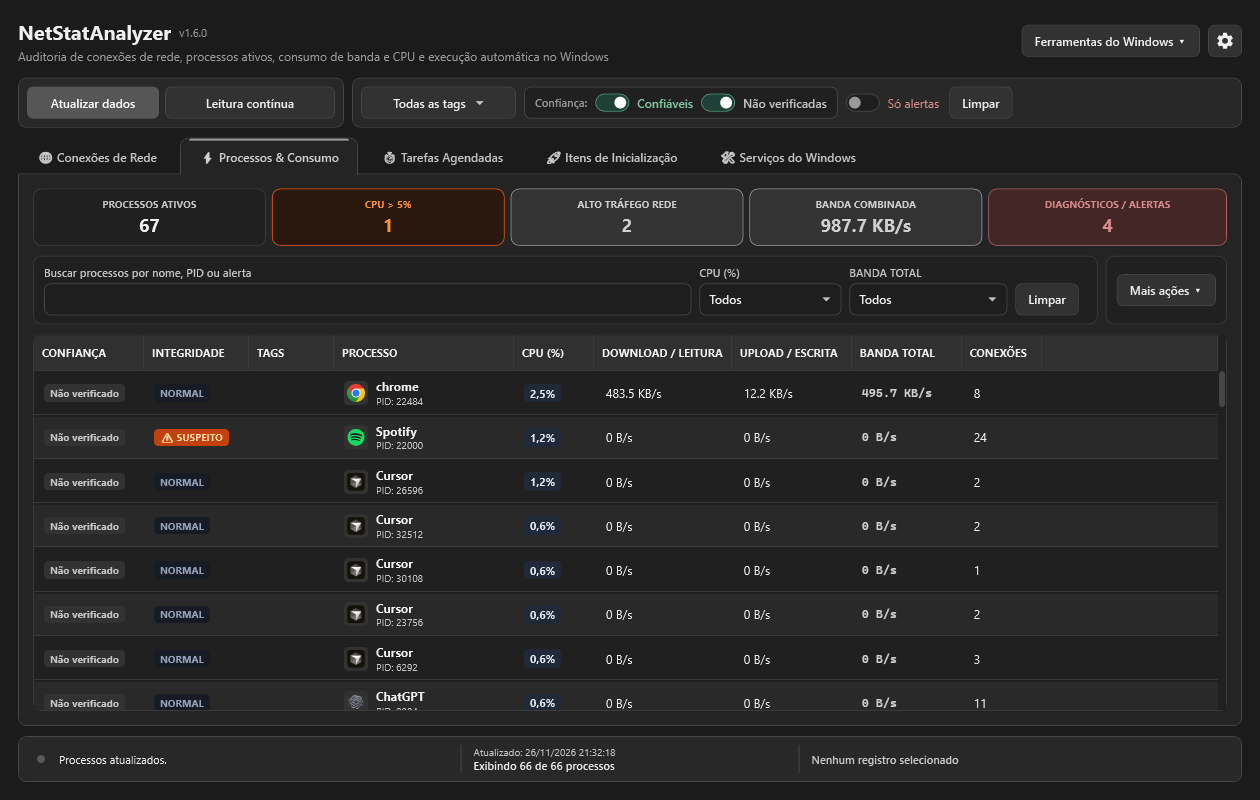 NetStatAnalyzer v1.6.0
Auditoria de conexões de rede, processos ativos, consumo de banda e CPU e execução automática no Windows
Ferramentas do Windows
Atualizar dados
Leitura contínua
Todas as tags
Confiança:
Confiáveis
Não verificadas
Só alertas
Limpar
Conexões de Rede
Processos & Consumo
Tarefas Agendadas
Itens de Inicialização
Serviços do Windows
PROCESSOS ATIVOS
67
CPU > 5%
1
ALTO TRÁFEGO REDE
2
BANDA COMBINADA
987.7 KB/s
DIAGNÓSTICOS / ALERTAS
4
Buscar processos por nome, PID ou alerta
CPU (%)
Todos
BANDA TOTAL
Todos
Limpar
Mais ações
CONFIANÇA INTEGRIDADE TAGS PROCESSO CPU (%) DOWNLOAD / LEITURA UPLOAD / ESCRITA BANDA TOTAL CONEXÕES
Não verificado NORMAL chrome 2,5% 483.5 KB/s 12.2 KB/s 495.7 KB/s 8
PID: 22484
Não verificado SUSPEITO Spotify 1,2% 0 B/s 0 B/s 0 B/s 24
PID: 22000
Não verificado NORMAL Cursor 1,2% 0 B/s 0 B/s 0 B/s 2
PID: 26596
Não verificado NORMAL Cursor 0,6% 0 B/s 0 B/s 0 B/s 2
PID: 32512
Não verificado NORMAL Cursor 0,6% 0 B/s 0 B/s 0 B/s 1
PID: 30108
Não verificado NORMAL Cursor 0,6% 0 B/s 0 B/s 0 B/s 2
PID: 23756
Não verificado NORMAL Cursor 0,6% 0 B/s 0 B/s 0 B/s 3
PID: 6292
Não verificado NORMAL ChatGPT 0,6% 0 B/s 0 B/s 0 B/s 11
Processos atualizados.
Atualizado: 26/11/2026 21:32:18
Exibindo 66 de 66 processos
Nenhum registro selecionado